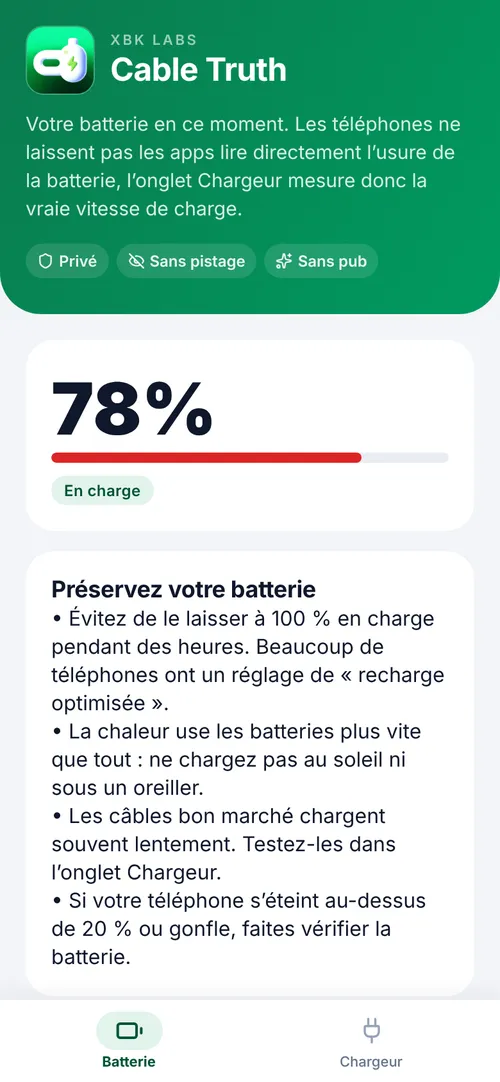 XBK LABS
Cable Truth
Votre batterie en ce moment. Les téléphones ne
laissent pas les apps lire directement l’usure de
la batterie, l’onglet Chargeur mesure donc la
vraie vitesse de charge.
Privé
Sans pistage
Sans pub
78%
En charge
Préservez votre batterie
• Évitez de le laisser à 100 % en charge
pendant des heures. Beaucoup de
téléphones ont un réglage de « recharge
optimisée ».
• La chaleur use les batteries plus vite
que tout : ne chargez pas au soleil ni
sous un oreiller.
• Les câbles bon marché chargent
souvent lentement. Testez-les dans
l’onglet Chargeur.
• Si votre téléphone s’éteint au-dessus
de 20 % ou gonfle, faites vérifier la
batterie.
Batterie
Chargeur